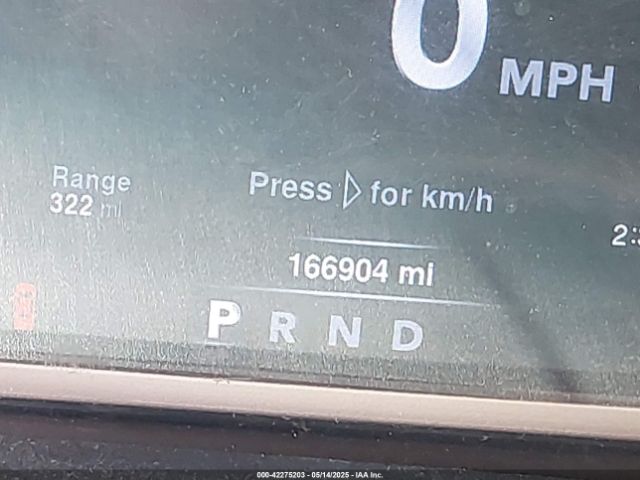 0 MPH
Range
322 mi
Press ▷ for km/h
166904 mi
P R N D
000-42275203 - 05/14/2025 - IAA Inc.